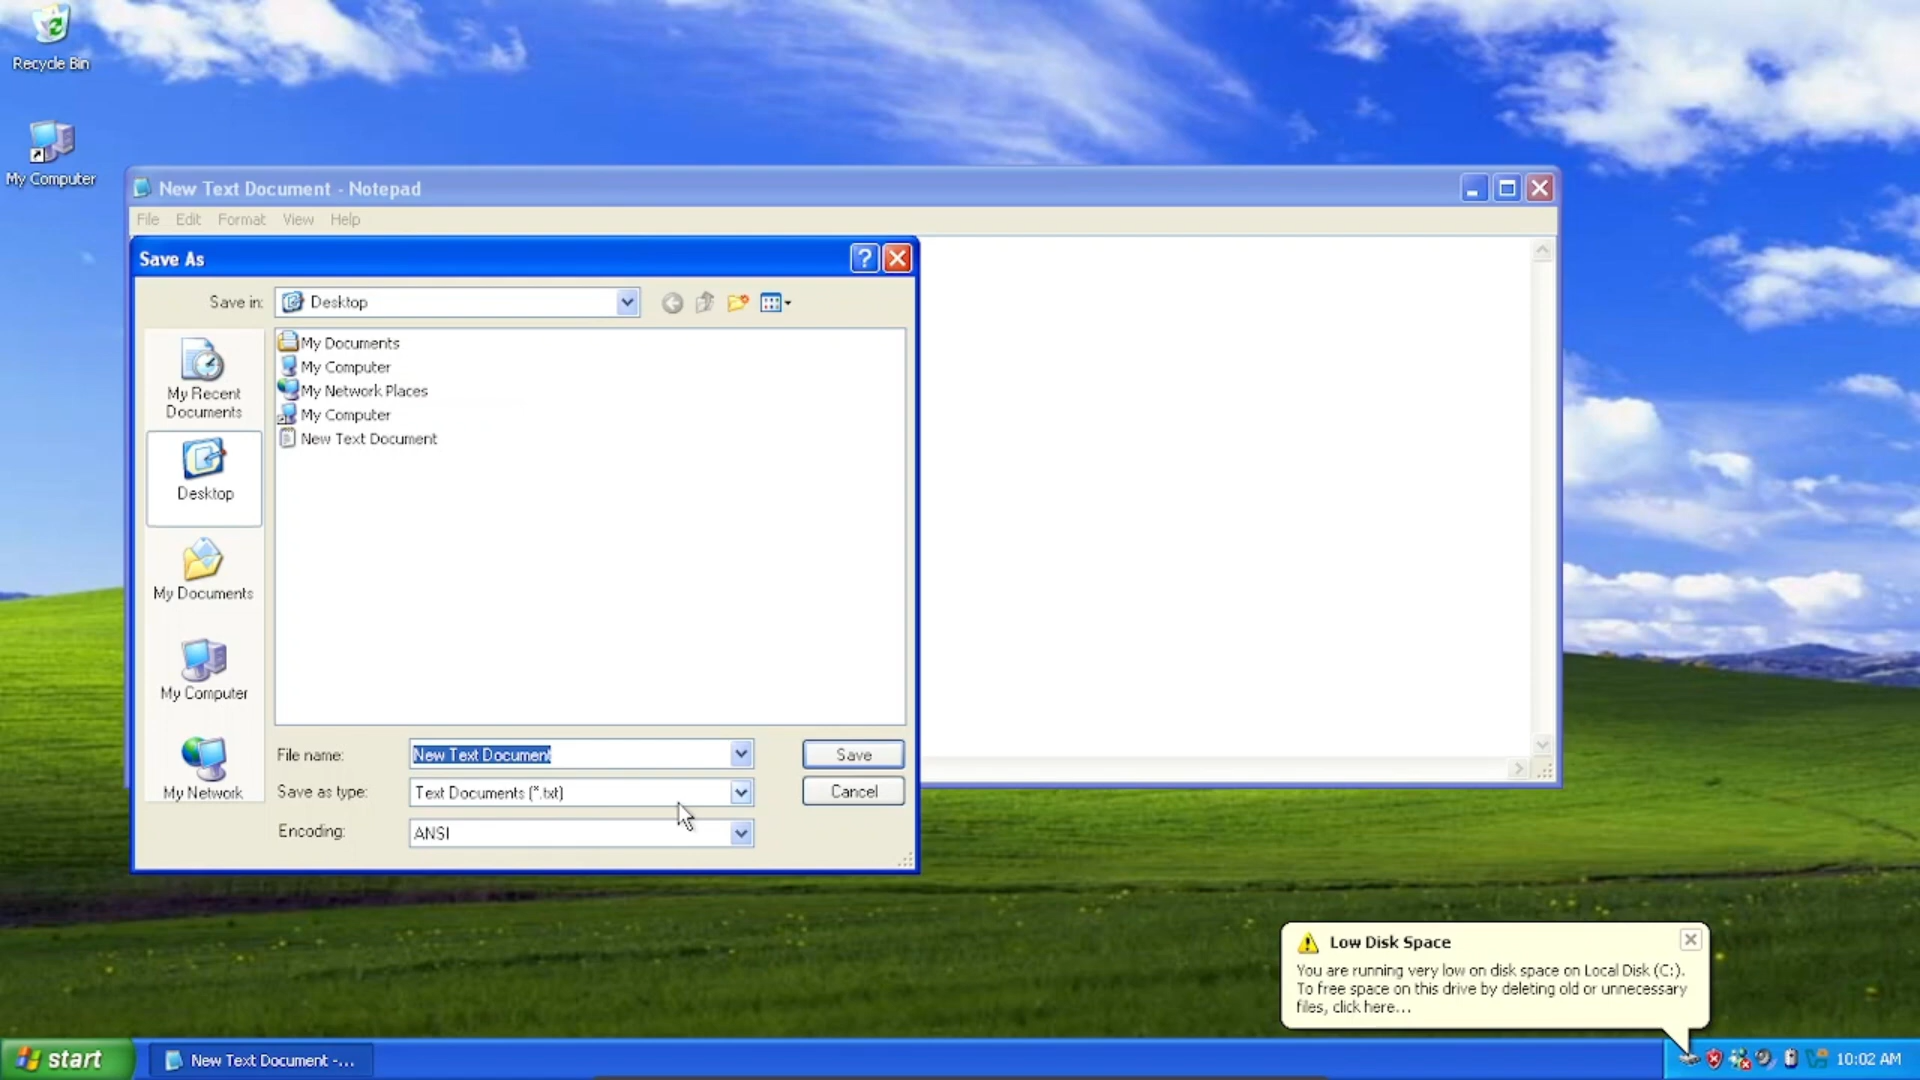 Recycle Bin
My Computer
New Text Document - Notepad
File Edit Format View Help
Save As
Save in: Desktop
My Recent
Documents
Desktop
My Documents
My Computer
My Network
My Documents
My Computer
My Network Places
My Computer
New Text Document
File name: New Text Document Save
Save as type: Text Documents (*.txt) Cancel
Encoding: ANSI
Low Disk Space
You are running very low on disk space on Local Disk (C:).
To free space on this drive by deleting old or unnecessary
files, click here...
start New Text Document -... 10:02 AM